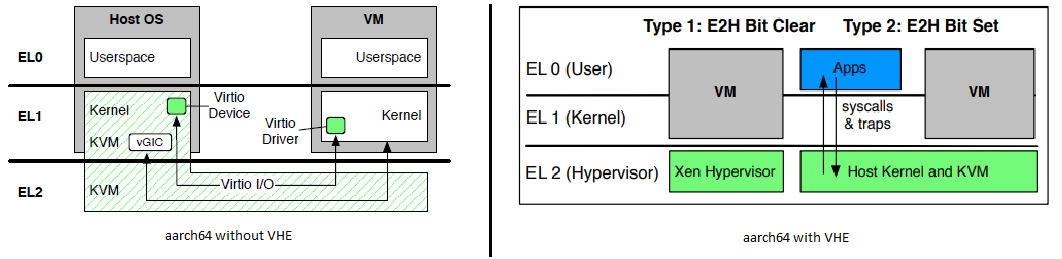 Host OS
VM
EL0
Userspace
Userspace
EL1
Kernel
Virtio
Device
Virtio
Driver
Kernel
KVM
vGIC
EL2
KVM
Virtio I/O
aarch64 without VHE
Type 1: E2H Bit Clear
Type 2: E2H Bit Set
EL 0 (User)
VM
Apps
VM
EL 1 (Kernel)
syscalls
& traps
EL 2 (Hypervisor)
Xen Hypervisor
Host Kernel and KVM
aarch64 with VHE